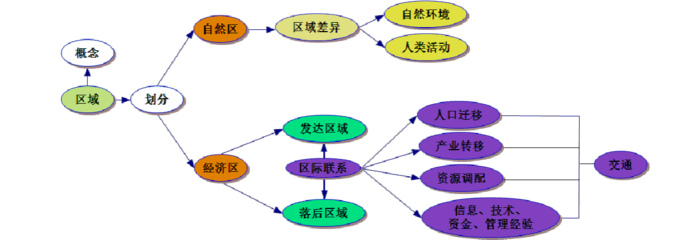 自然环境
自然区
区域差异
人类活动
概念
区域
划分
人口迁移
发达区域
产业转移
经济区
区际联系
交通
资源调配
落后区域
信息、技术、
资金、管理经验